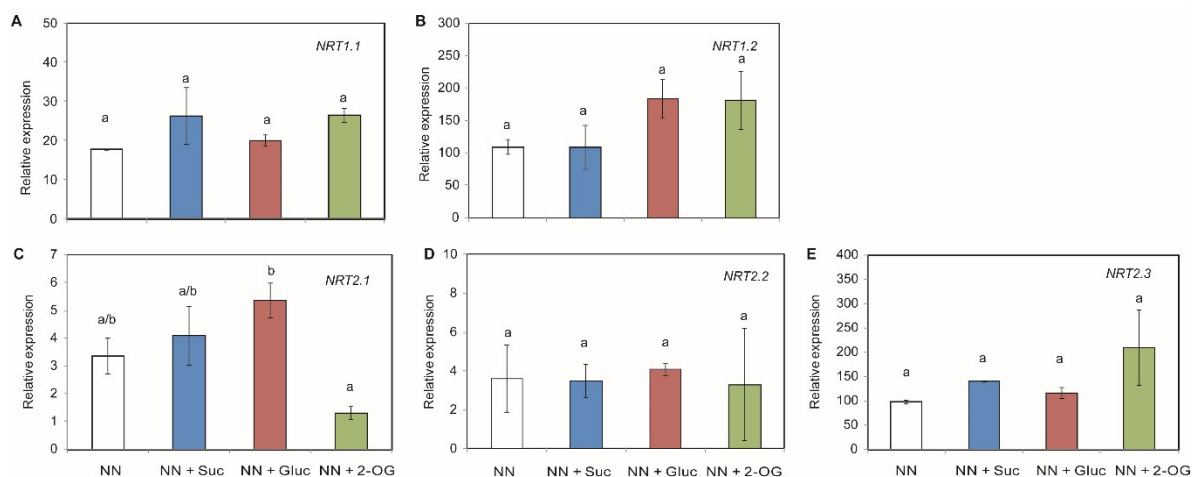 A
NRT1.1
Relative expression
50
40
30
20
10
0
a
a
a
a
B
NRT1.2
Relative expression
300
250
200
150
100
50
0
a
a
a
a
C
NRT2.1
Relative expression
7
6
5
4
3
2
1
0
a/b
a/b
b
a
NN
NN + Suc
NN + Gluc
NN + 2-OG
D
NRT2.2
Relative expression
10
8
6
4
2
0
a
a
a
a
NN
NN + Suc
NN + Gluc
NN + 2-OG
E
NRT2.3
Relative expression
400
350
300
250
200
150
100
50
0
a
a
a
a
NN
NN + Suc
NN + Gluc
NN + 2-OG